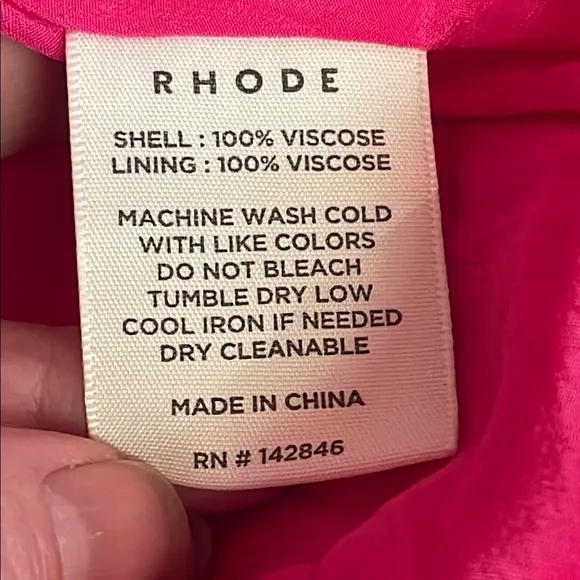 RHODE
SHELL : 100% VISCOSE
LINING : 100% VISCOSE
MACHINE WASH COLD
WITH LIKE COLORS
DO NOT BLEACH
TUMBLE DRY LOW
COOL IRON IF NEEDED
DRY CLEANABLE
MADE IN CHINA
RN # 142846